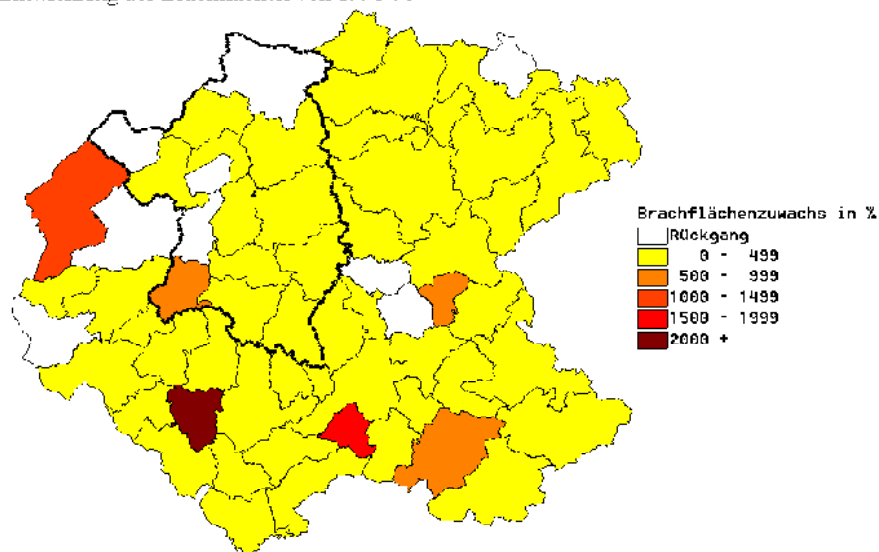 Brachflächenzuwachs in %
Rückgang
0 - 499
500 - 999
1000 - 1499
1500 - 1999
2000 +